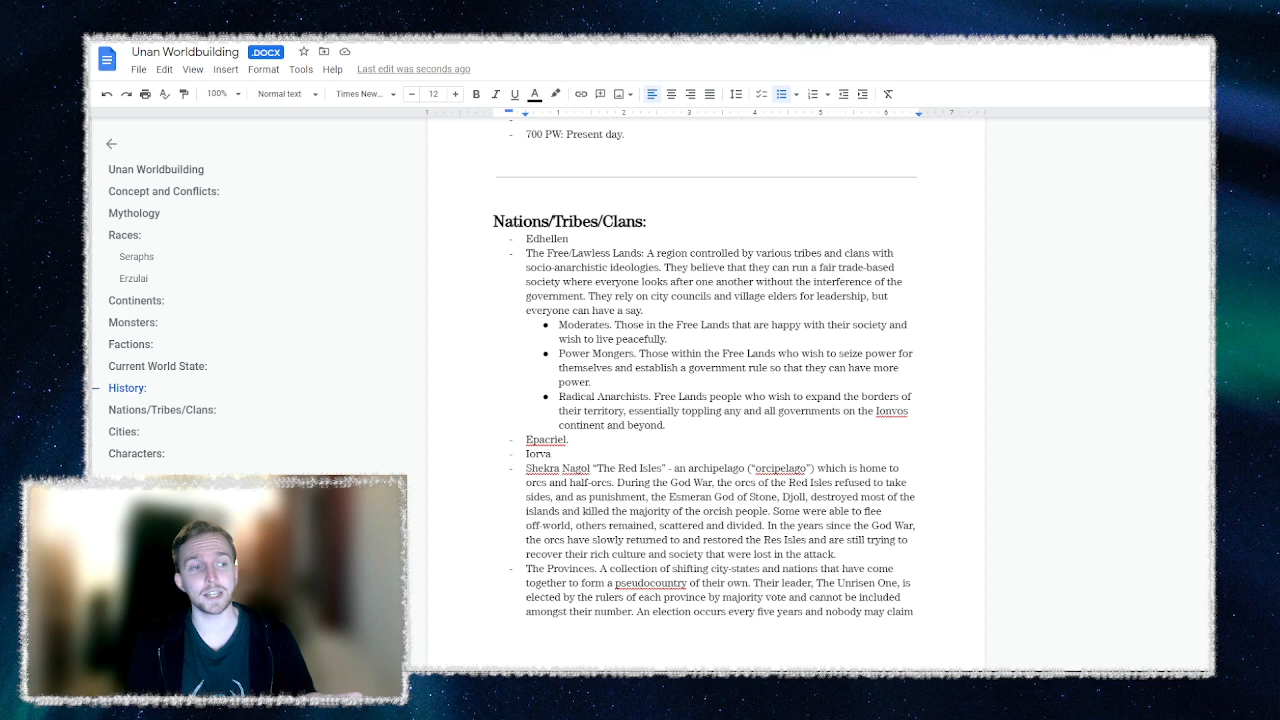 Unan Worldbuilding .DOCX
File Edit View Insert Format Tools Help Last edit was seconds ago
100% Normal text Times New... 12 B I U A
1 1 2 3 4 5 6 7
- 700 PW: Present day.
Unan Worldbuilding
Concept and Conflicts:
Mythology
Races:
Seraphs
Erzulai
Continents:
Monsters:
Factions:
Current World State:
History:
Nations/Tribes/Clans:
Cities:
Characters:
Nations/Tribes/Clans:
- Edhellen
- The Free/Lawless Lands: A region controlled by various tribes and clans with
socio-anarchistic ideologies. They believe that they can run a fair trade-based
society where everyone looks after one another without the interference of the
government. They rely on city councils and village elders for leadership, but
everyone can have a say.
● Moderates. Those in the Free Lands that are happy with their society and
wish to live peacefully.
● Power Mongers. Those within the Free Lands who wish to seize power for
themselves and establish a government rule so that they can have more
power.
● Radical Anarchists. Free Lands people who wish to expand the borders of
their territory, essentially toppling any and all governments on the Ionvos
continent and beyond.
- Epacriel.
- Iorva
- Shekra Nagol “The Red Isles” - an archipelago (“orcipelago”) which is home to
orcs and half-orcs. During the God War, the orcs of the Red Isles refused to take
sides, and as punishment, the Esmeran God of Stone, Djoll, destroyed most of the
islands and killed the majority of the orcish people. Some were able to flee
off-world, others remained, scattered and divided. In the years since the God War,
the orcs have slowly returned to and restored the Res Isles and are still trying to
recover their rich culture and society that were lost in the attack.
- The Provinces. A collection of shifting city-states and nations that have come
together to form a pseudocountry of their own. Their leader, The Unrisen One, is
elected by the rulers of each province by majority vote and cannot be included
amongst their number. An election occurs every five years and nobody may claim